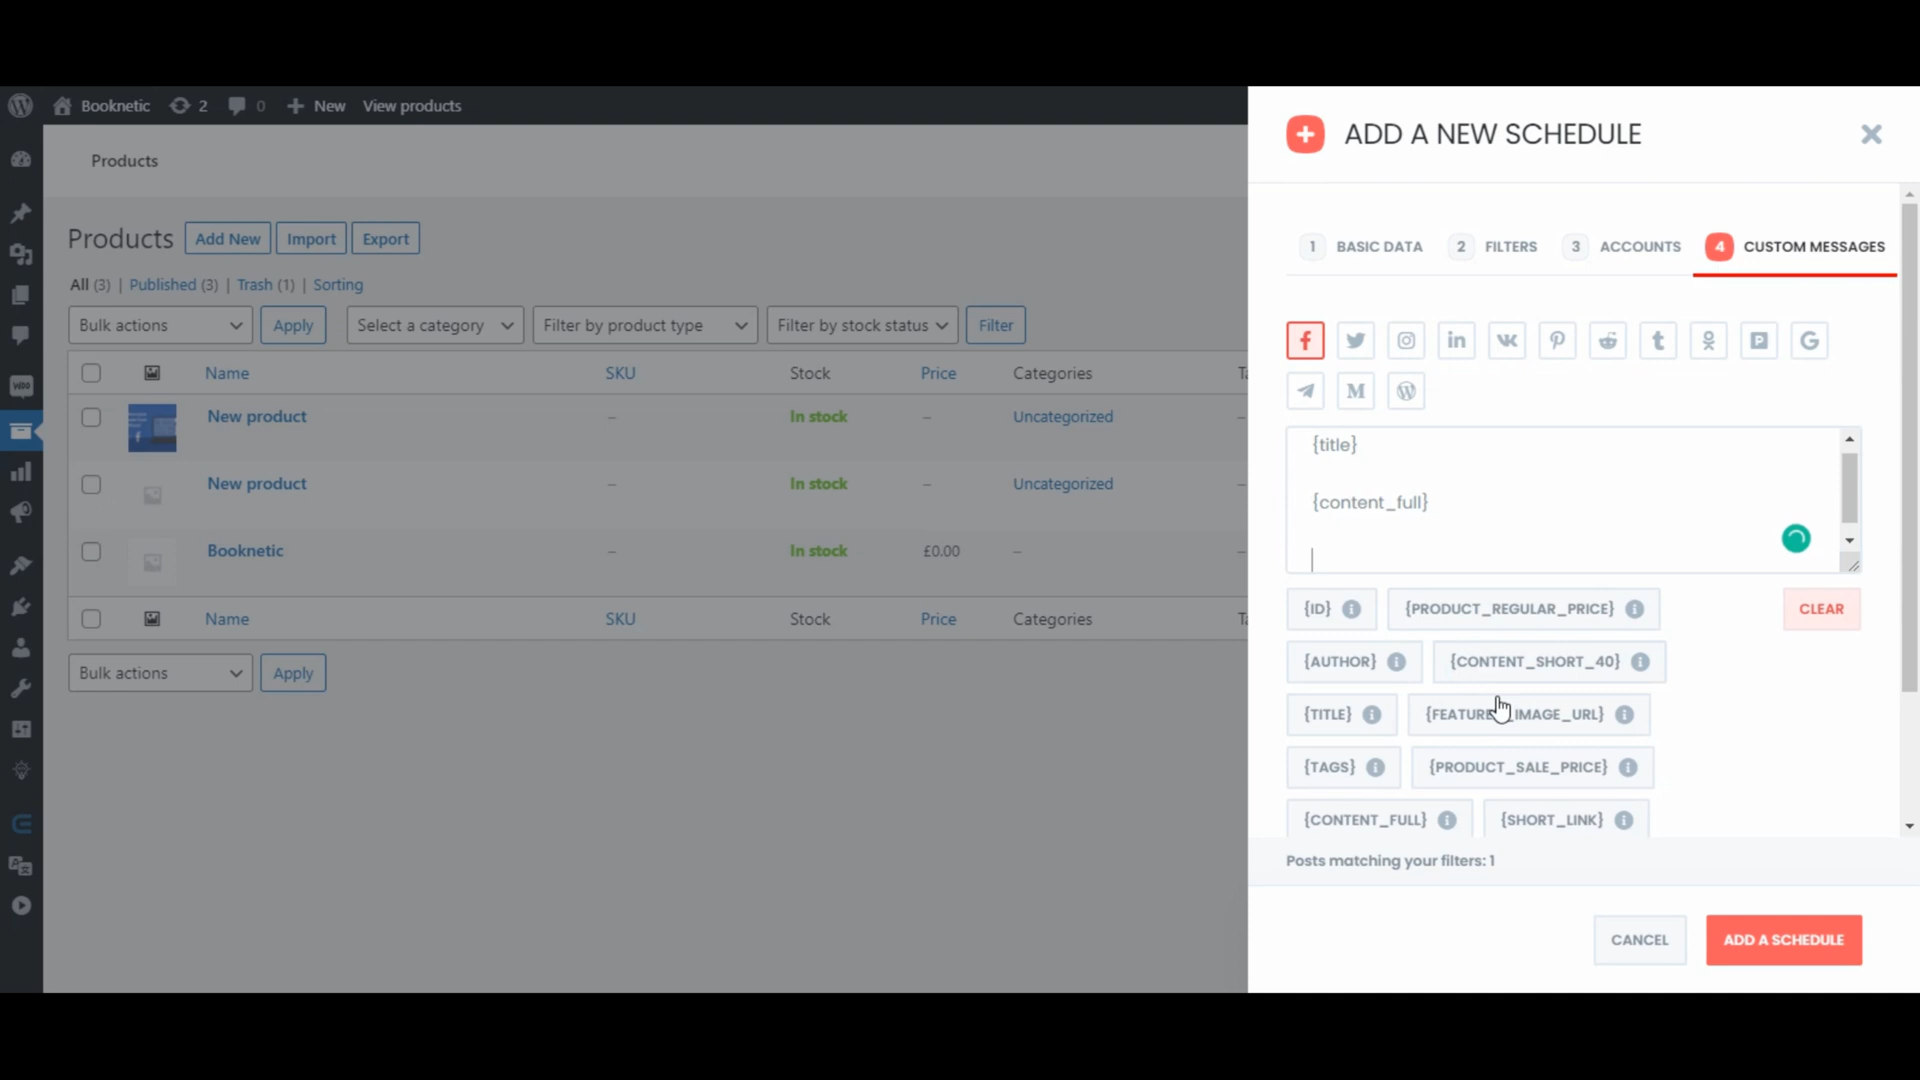 Booknetic 2 0 New View products
Products
Products Add New Import Export
All (3) | Published (3) | Trash (1) | Sorting
Bulk actions Apply Select a category Filter by product type Filter by stock status Filter
Name SKU Stock Price Categories
New product – In stock – Uncategorized –
New product – In stock – Uncategorized –
Booknetic – In stock £0.00 – –
Name SKU Stock Price Categories
Bulk actions Apply
ADD A NEW SCHEDULE
1 BASIC DATA 2 FILTERS 3 ACCOUNTS 4 CUSTOM MESSAGES
{title}
{content_full}
{ID} {PRODUCT_REGULAR_PRICE} CLEAR
{AUTHOR} {CONTENT_SHORT_40}
{TITLE} {FEATURE_IMAGE_URL}
{TAGS} {PRODUCT_SALE_PRICE}
{CONTENT_FULL} {SHORT_LINK}
Posts matching your filters: 1
CANCEL ADD A SCHEDULE